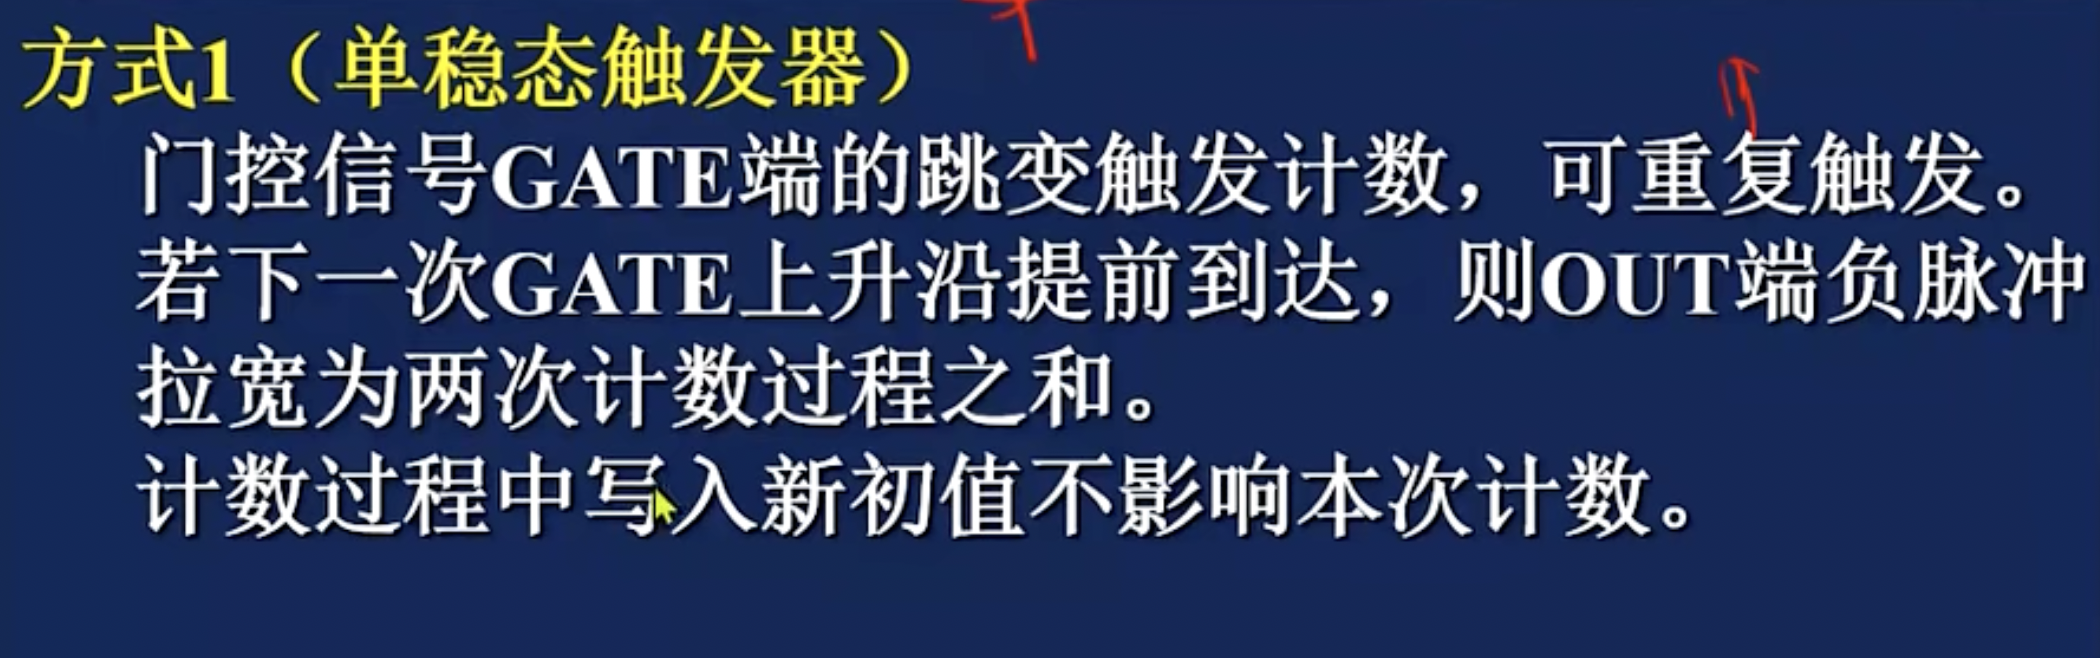 方式1（单稳态触发器）
门控信号GATE端的跳变触发计数，可重复触发。
若下一次GATE上升沿提前到达，则OUT端负脉冲
拉宽为两次计数过程之和。
计数过程中写入新初值不影响本次计数。